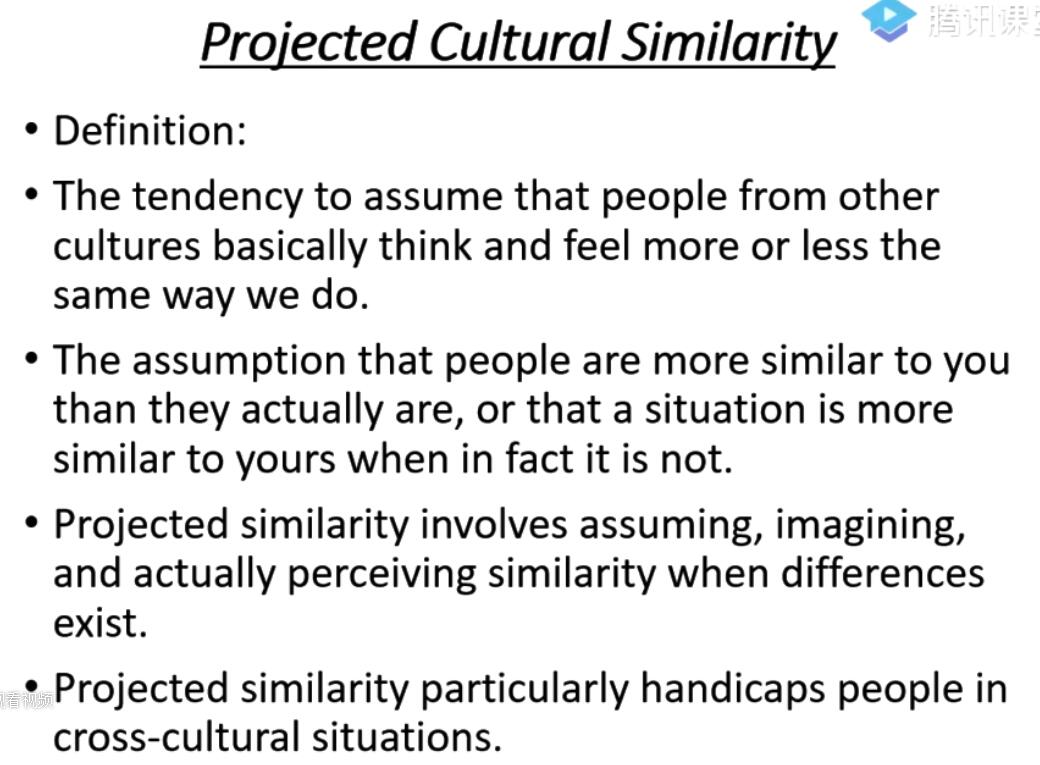 Projected Cultural Similarity
腾讯课堂
• Definition:
• The tendency to assume that people from other
cultures basically think and feel more or less the
same way we do.
• The assumption that people are more similar to you
than they actually are, or that a situation is more
similar to yours when in fact it is not.
• Projected similarity involves assuming, imagining,
and actually perceiving similarity when differences
exist.
• Projected similarity particularly handicaps people in
观看视频
cross-cultural situations.